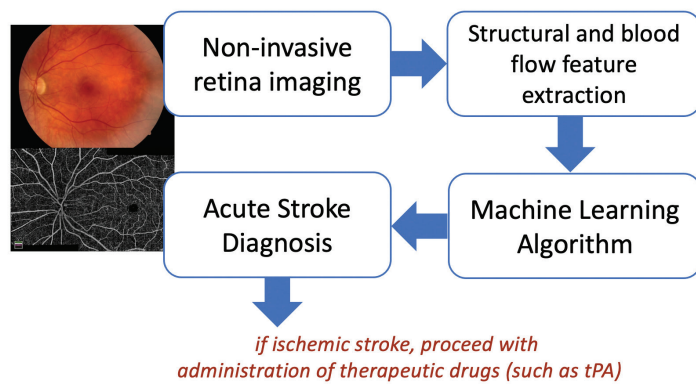 Non-invasive
retina imaging
Structural and blood
flow feature
extraction
Machine Learning
Algorithm
Acute Stroke
Diagnosis
if ischemic stroke, proceed with
administration of therapeutic drugs (such as tPA)